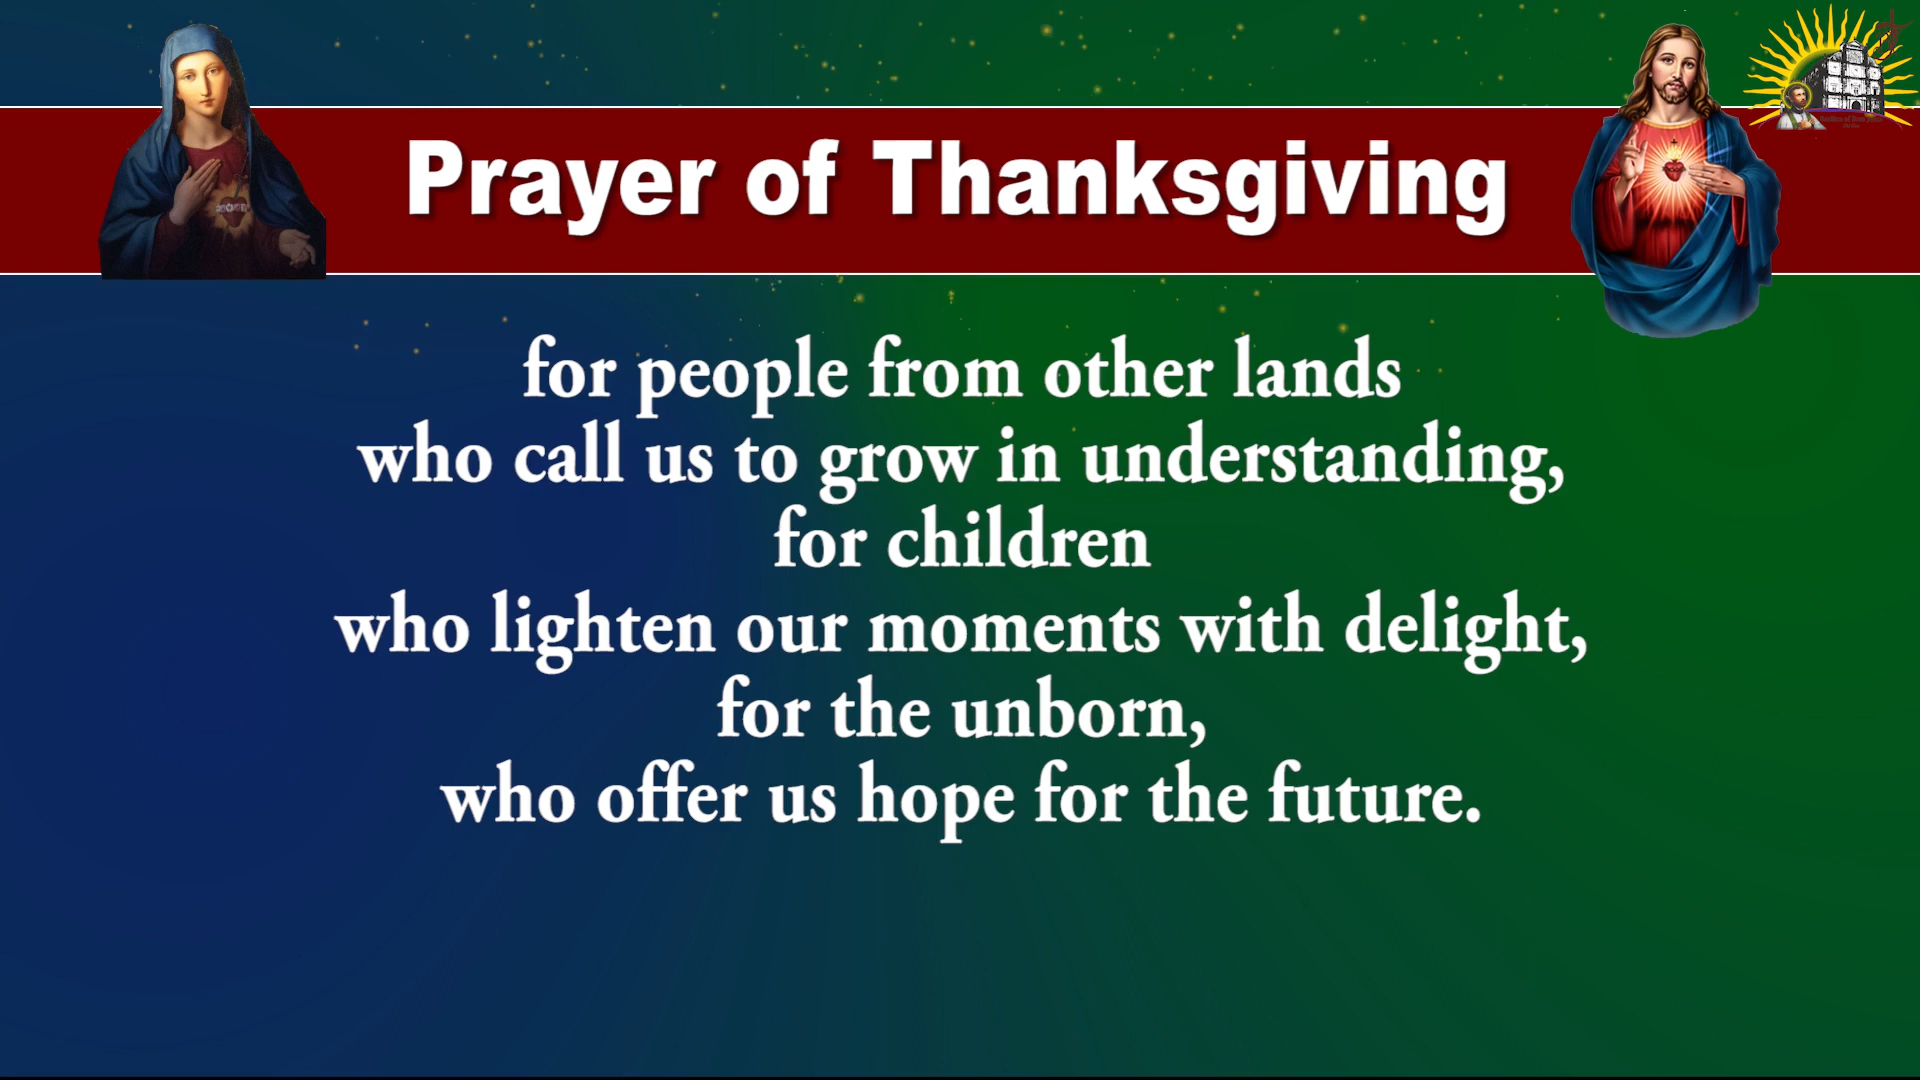 Prayer of Thanksgiving
for people from other lands
who call us to grow in understanding,
for children
who lighten our moments with delight,
for the unborn,
who offer us hope for the future.